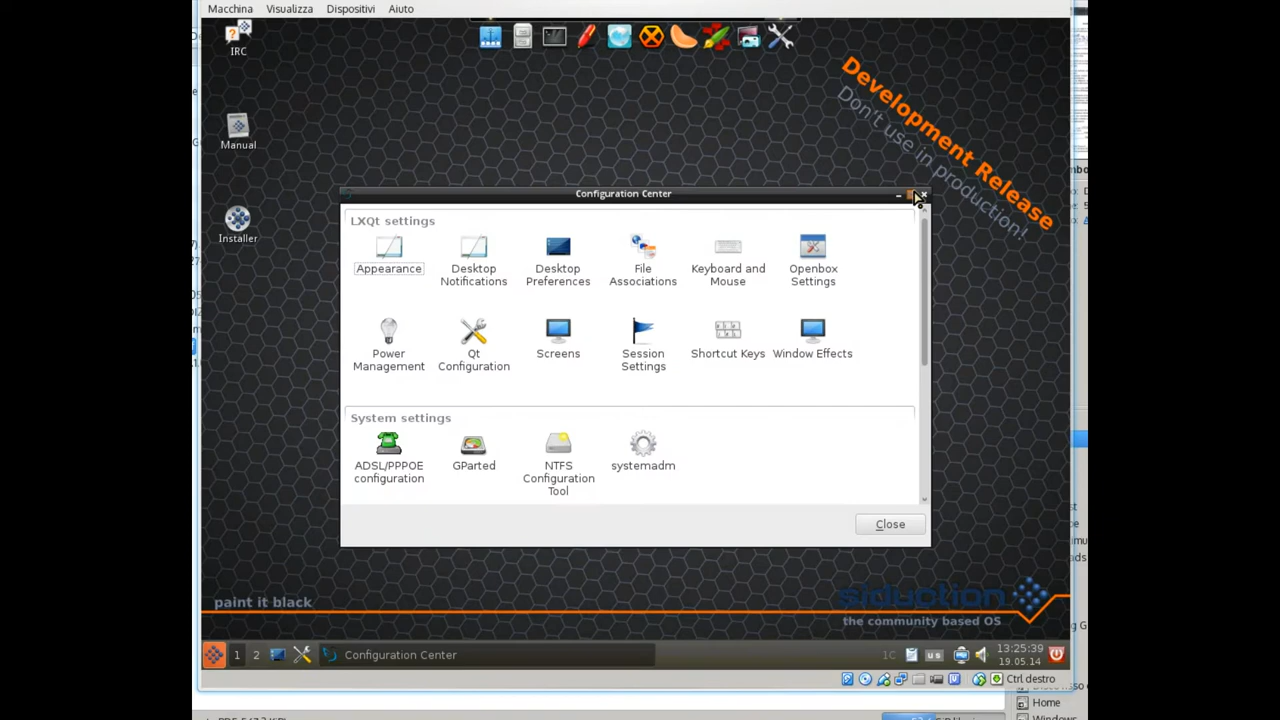 Macchina Visualizza Dispositivi Aiuto
IRC
Manual
Installer
Development Release
Don't use in production!
Configuration Center
LXQt settings
Appearance
Desktop
Notifications
Desktop
Preferences
File
Associations
Keyboard and
Mouse
Openbox
Settings
Power
Management
Qt
Configuration
Screens
Session
Settings
Shortcut Keys
Window Effects
System settings
ADSL/PPPOE
configuration
GParted
NTFS
Configuration
Tool
systemadm
Close
paint it black
siduction
the community based OS
1 2 Configuration Center
1C
us
13:25:39
19.05.14
Ctrl destro
Home